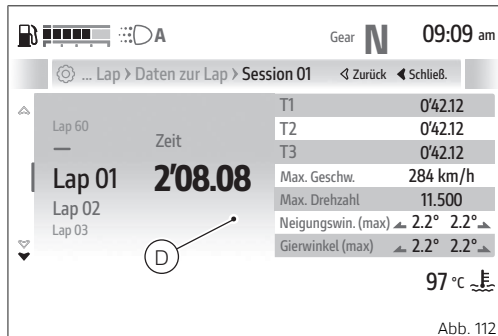 A Gear N 09:09 am
... Lap > Daten zur Lap > Session 01 Zurück Schließ.
Lap 60
—
Lap 01
Lap 02
Lap 03
Zeit
2'08.08
T1 0'42.12
T2 0'42.12
T3 0'42.12
Max. Geschw. 284 km/h
Max. Drehzahl 11.500
Neigungswin. (max) 2.2° 2.2°
Gierwinkel (max) 2.2° 2.2°
D
97 °C
Abb. 112